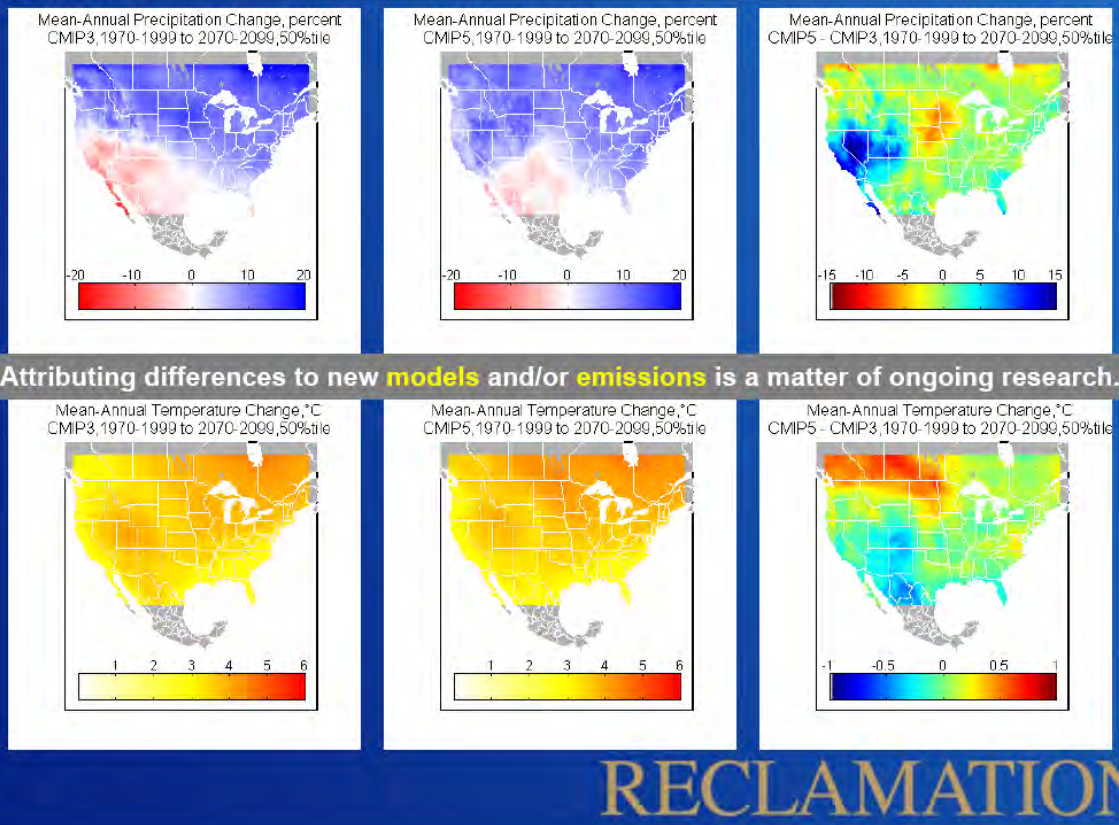 Mean-Annual Precipitation Change, percent
CMIP3, 1970-1999 to 2070-2099, 50%tile
-20 -10 0 10 20
Mean-Annual Precipitation Change, percent
CMIP5, 1970-1999 to 2070-2099, 50%tile
-20 -10 0 10 20
Mean-Annual Precipitation Change, percent
CMIP5 - CMIP3, 1970-1999 to 2070-2099, 50%tile
-15 -10 -5 0 5 10 15
Attributing differences to new models and/or emissions is a matter of ongoing research.
Mean-Annual Temperature Change, °C
CMIP3, 1970-1999 to 2070-2099, 50%tile
1 2 3 4 5 6
Mean-Annual Temperature Change, °C
CMIP5, 1970-1999 to 2070-2099, 50%tile
1 2 3 4 5 6
Mean-Annual Temperature Change, °C
CMIP5 - CMIP3, 1970-1999 to 2070-2099, 50%tile
-1 -0.5 0 0.5 1
RECLAMATION